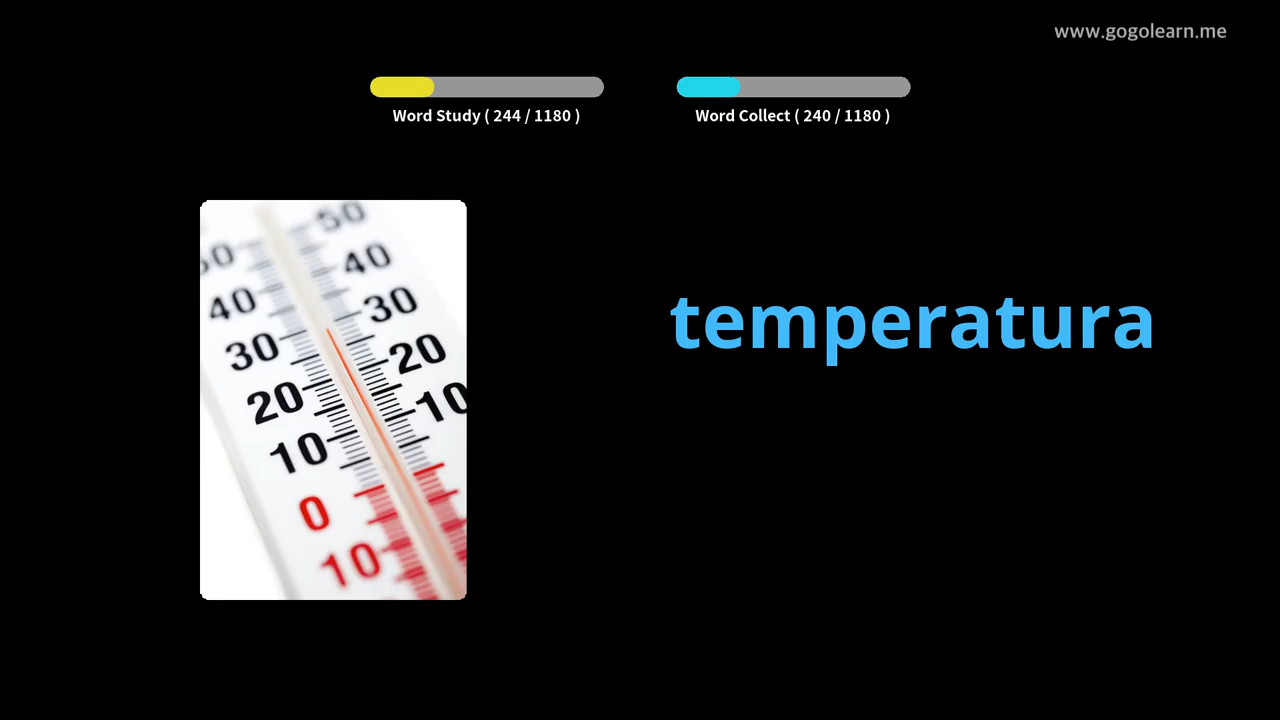 www.gogolearn.me
Word Study ( 244 / 1180 )
Word Collect ( 240 / 1180 )
50
40
30
20
10
40
30
20
10
0
10
temperatura